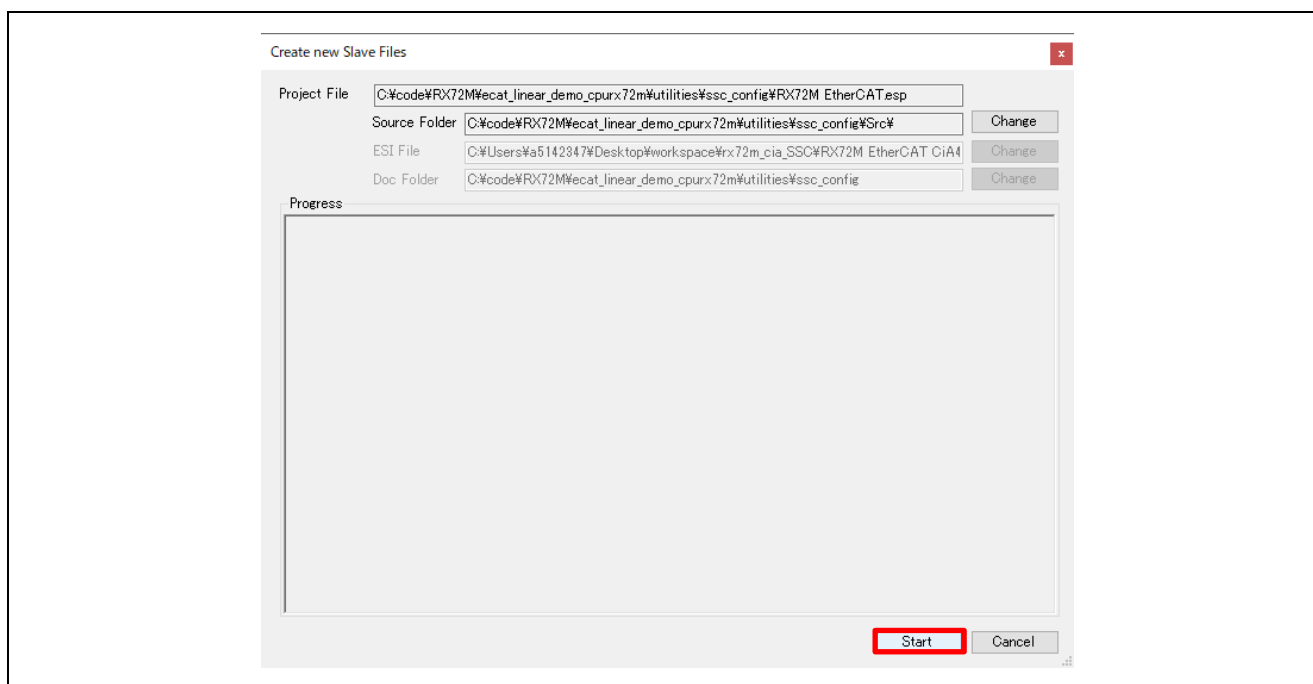 Create new Slave Files
x
Project File C:¥code¥RX72M¥ecat_linear_demo_cpurx72m¥utilities¥ssc_config¥RX72M EtherCAT.esp
Source Folder C:¥code¥RX72M¥ecat_linear_demo_cpurx72m¥utilities¥ssc_config¥Src¥ Change
ESI File C:¥Users¥a5142347¥Desktop¥workspace¥rx72m_cia_SSC¥RX72M EtherCAT CiA4 Change
Doc Folder C:¥code¥RX72M¥ecat_linear_demo_cpurx72m¥utilities¥ssc_config Change
Progress
Start Cancel